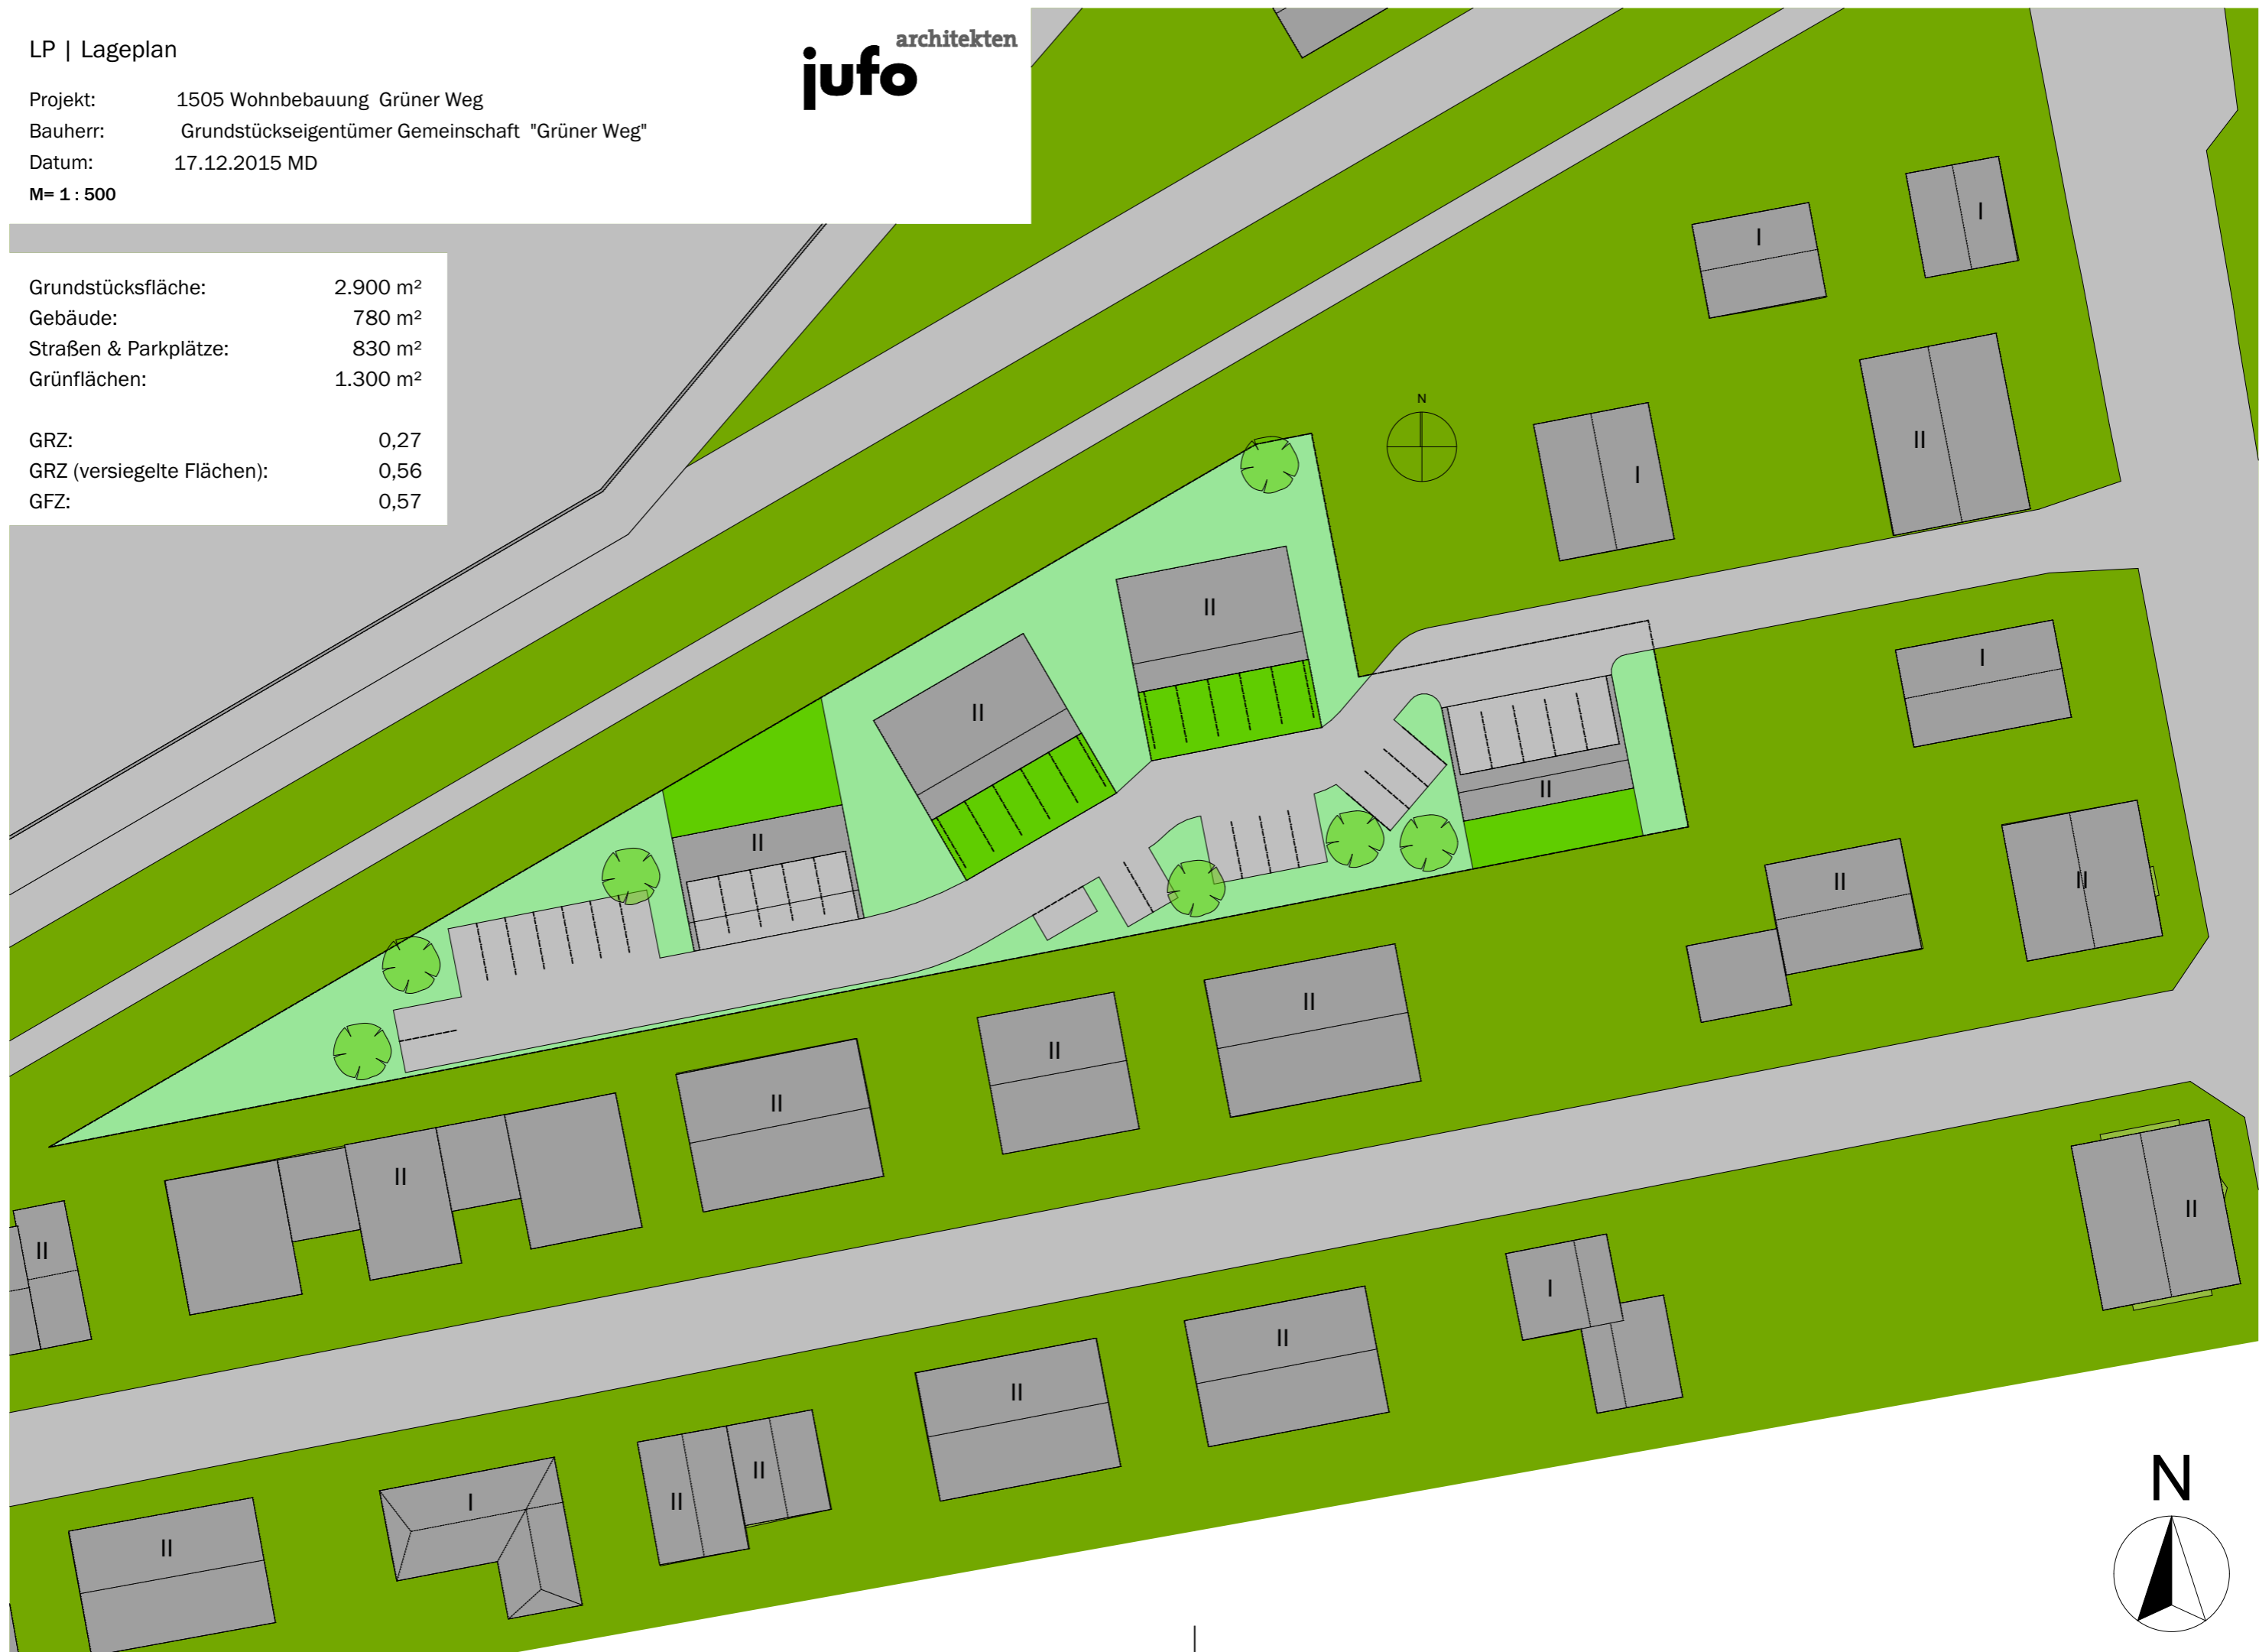 LP | Lageplan
architekten
jufo
Projekt: 1505 Wohnbebauung Grüner Weg
Bauherr: Grundstückseigentümer Gemeinschaft "Grüner Weg"
Datum: 17.12.2015 MD
M= 1 : 500
Grundstücksfläche: 2.900 m²
Gebäude: 780 m²
Straßen & Parkplätze: 830 m²
Grünflächen: 1.300 m²
GRZ: 0,27
GRZ (versiegelte Flächen): 0,56
GFZ: 0,57
I
I
N
II
I
II
I
II
II
II
II
II
II
II
II
II
II
II
II
I
II
II
I
II
II
II
N